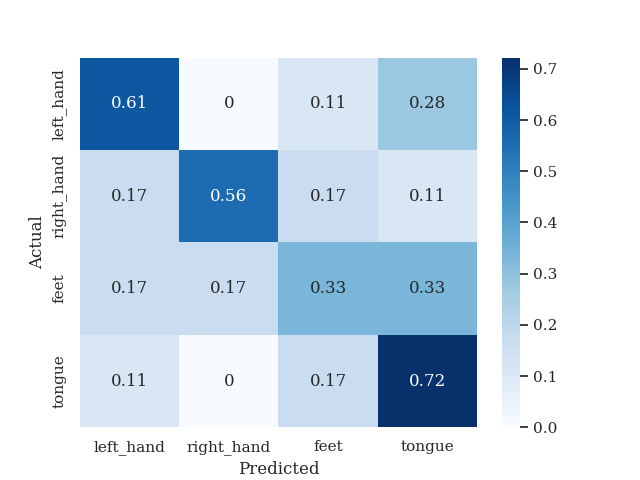 Actual
left_hand 0.61 0 0.11 0.28
right_hand 0.17 0.56 0.17 0.11
feet 0.17 0.17 0.33 0.33
tongue 0.11 0 0.17 0.72
left_hand right_hand feet tongue
Predicted
0.7
0.6
0.5
0.4
0.3
0.2
0.1
0.0